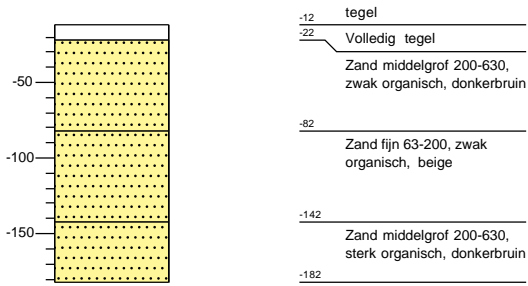 -12
tegel
-22
Volledig tegel
Zand middelgrof 200-630,
zwak organisch, donkerbruin
-50
-82
Zand fijn 63-200, zwak
organisch, beige
-100
-142
-150
Zand middelgrof 200-630,
sterk organisch, donkerbruin
-182